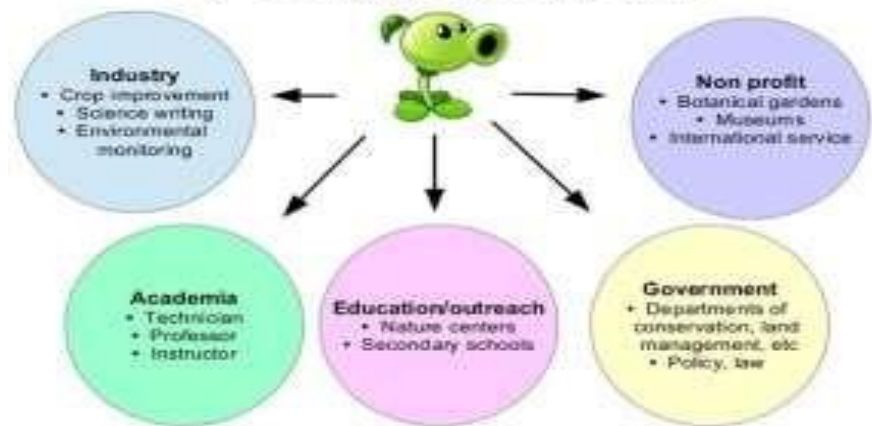 Industry
• Crop improvement
• Science writing
• Environmental
monitoring
Non profit
• Botanical gardens
• Museums
• International service
Academia
• Technician
• Professor
• Instructor
Education/outreach
• Nature centers
• Secondary schools
Government
• Departments of
conservation, land
management, etc
• Policy, law